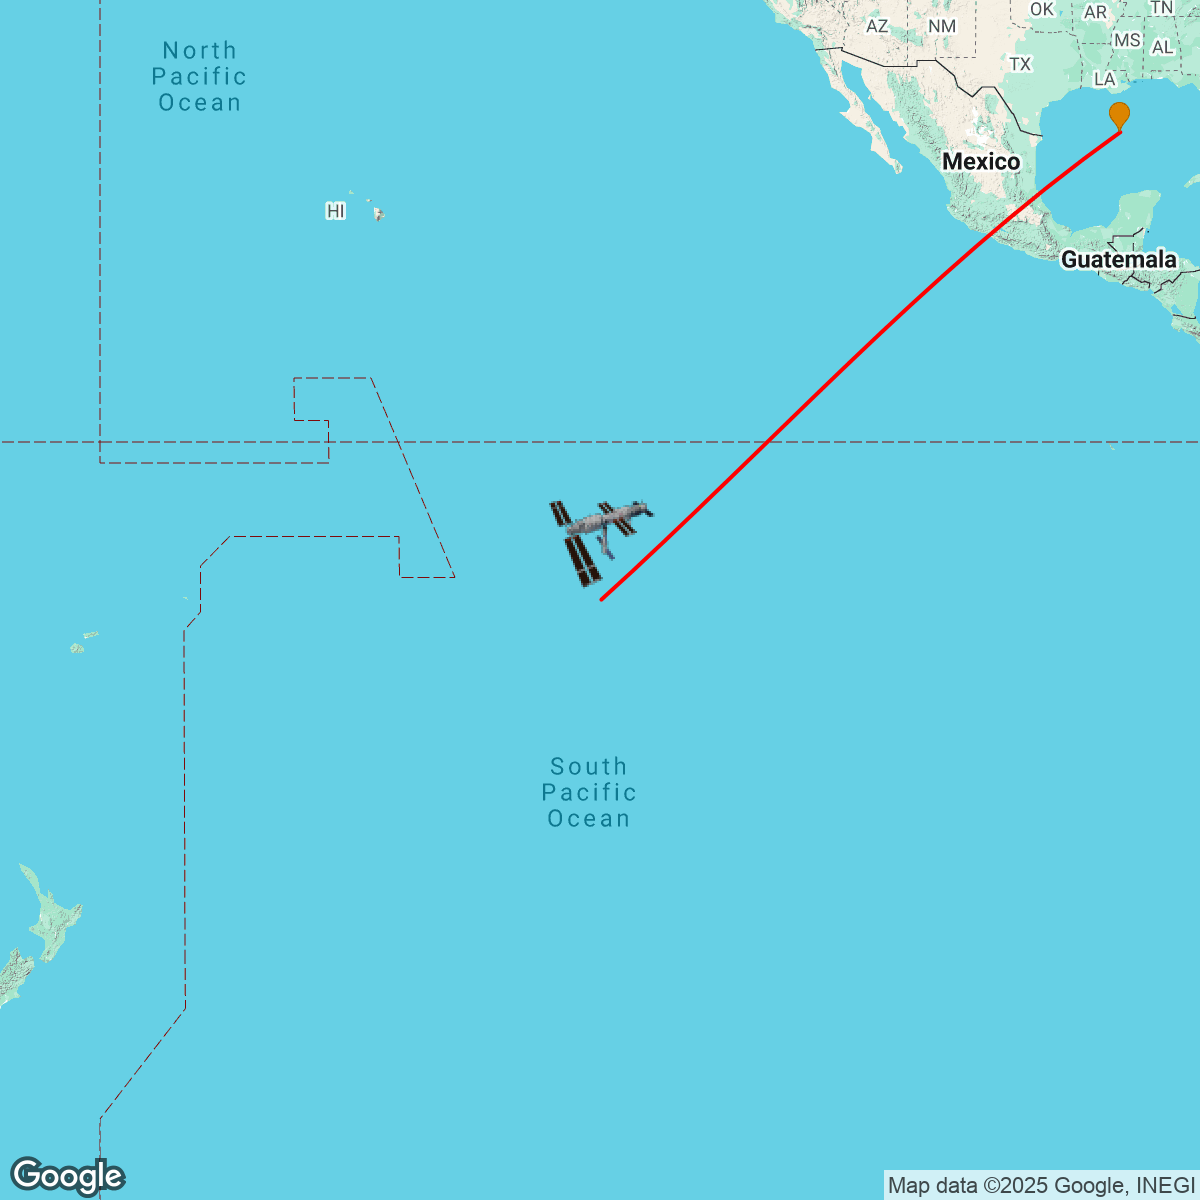 OK
AR
TN
AZ
NM
MS
AL
TX
LA
North
Pacific
Ocean
Mexico
HI
Guatemala
South
Pacific
Ocean
Google
Map data ©2025 Google, INEGI